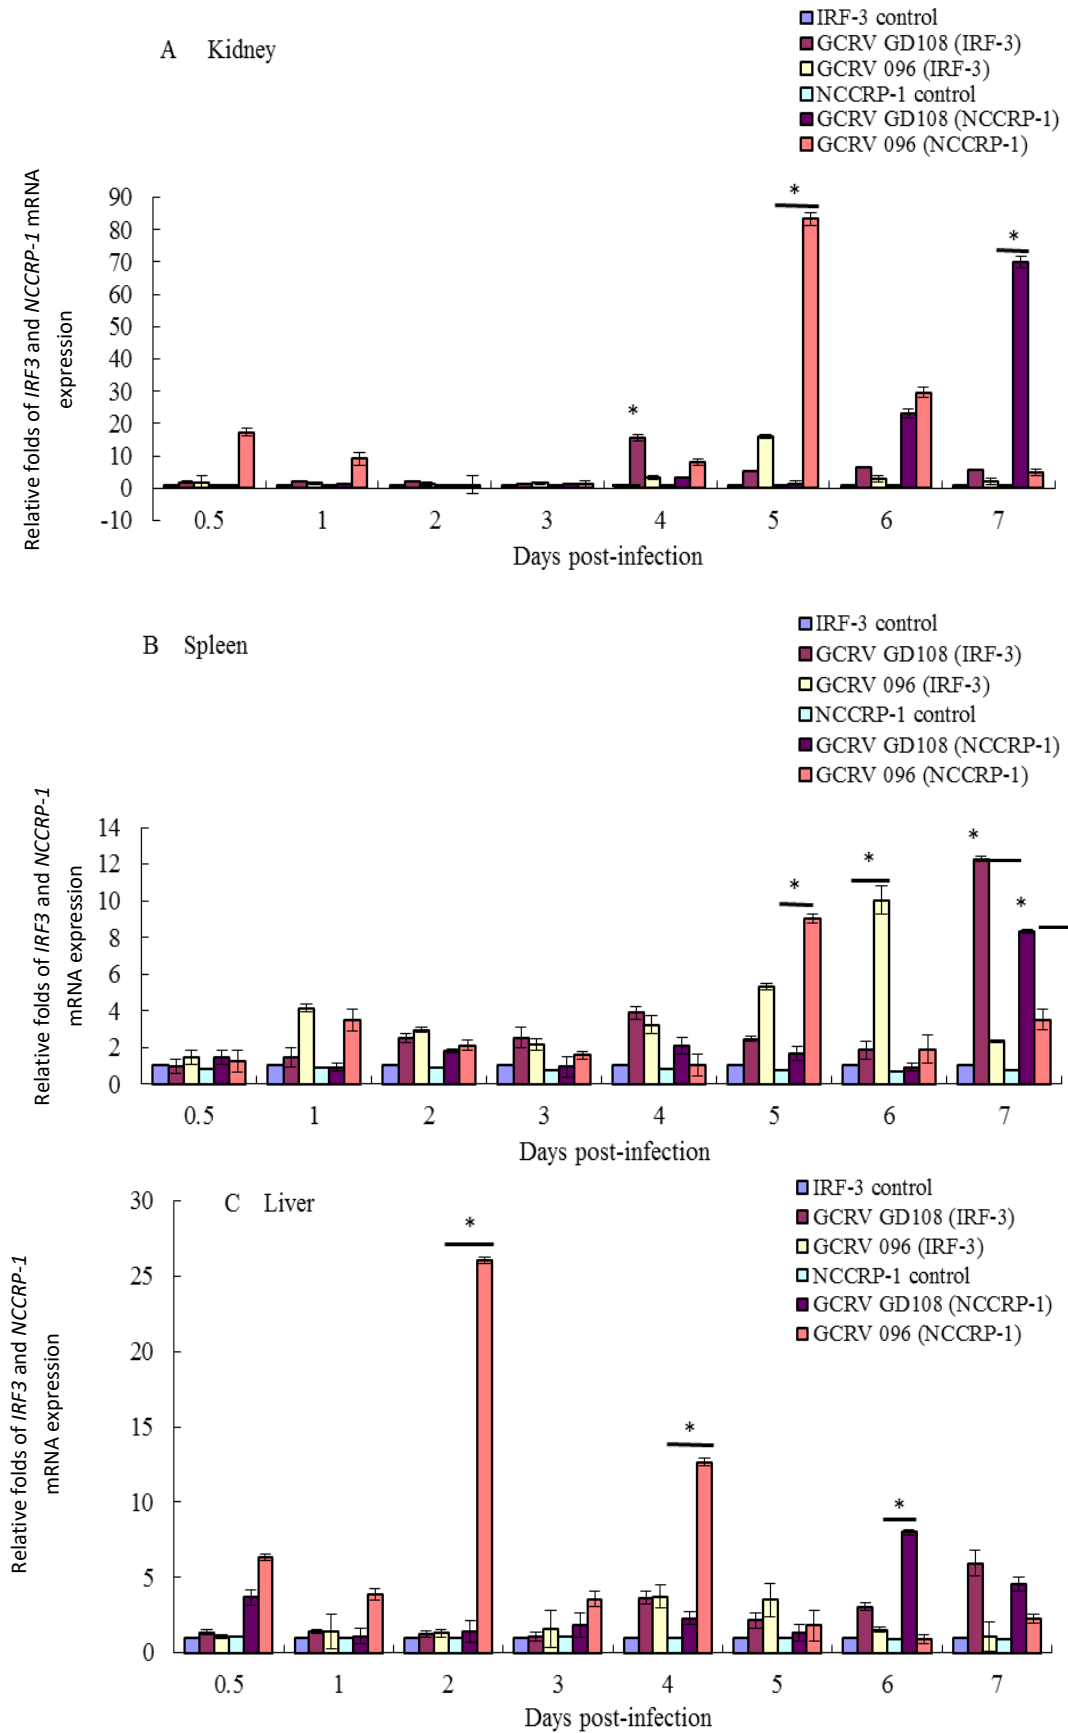 A Kidney
IRF-3 control
GCRV GD108 (IRF-3)
GCRV 096 (IRF-3)
NCCRP-1 control
GCRV GD108 (NCCRP-1)
GCRV 096 (NCCRP-1)
Relative folds of IRF3 and NCCRP-1 mRNA
expression
90
80
70
60
50
40
30
20
10
0
-10
*
*
*
0.5 1 2 3 4 5 6 7
Days post-infection
B Spleen
IRF-3 control
GCRV GD108 (IRF-3)
GCRV 096 (IRF-3)
NCCRP-1 control
GCRV GD108 (NCCRP-1)
GCRV 096 (NCCRP-1)
Relative folds of IRF3 and NCCRP-1
mRNA expression
14
12
10
8
6
4
2
0
*
*
*
*
0.5 1 2 3 4 5 6 7
Days post-infection
C Liver
IRF-3 control
GCRV GD108 (IRF-3)
GCRV 096 (IRF-3)
NCCRP-1 control
GCRV GD108 (NCCRP-1)
GCRV 096 (NCCRP-1)
Relative folds of IRF3 and NCCRP-1
mRNA expression
30
25
20
15
10
5
0
*
*
*
0.5 1 2 3 4 5 6 7
Days post-infection